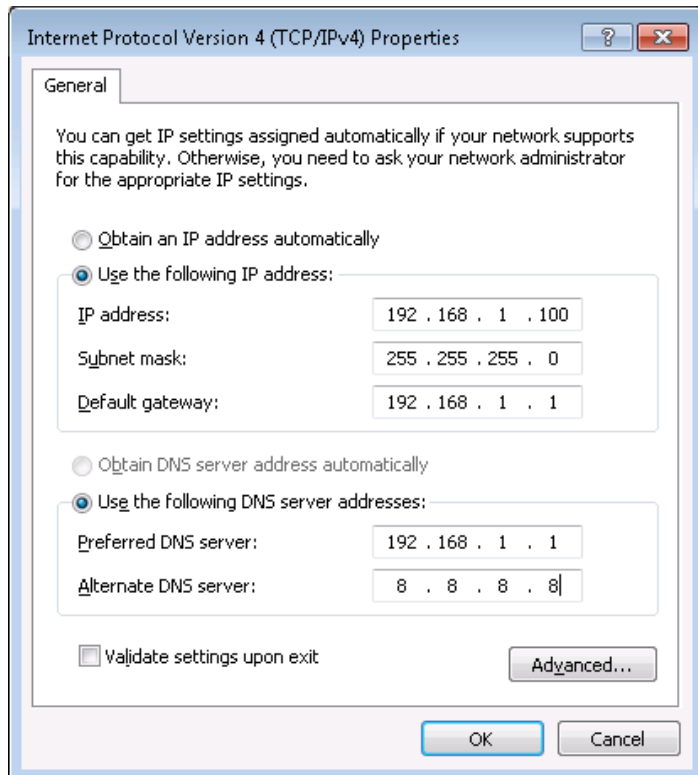 Internet Protocol Version 4 (TCP/IPv4) Properties
?
General
You can get IP settings assigned automatically if your network supports
this capability. Otherwise, you need to ask your network administrator
for the appropriate IP settings.
Obtain an IP address automatically
Use the following IP address:
IP address: 192 . 168 . 1 . 100
Subnet mask: 255 . 255 . 255 . 0
Default gateway: 192 . 168 . 1 . 1
Obtain DNS server address automatically
Use the following DNS server addresses:
Preferred DNS server: 192 . 168 . 1 . 1
Alternate DNS server: 8 . 8 . 8 . 8
Validate settings upon exit
Advanced...
OK Cancel